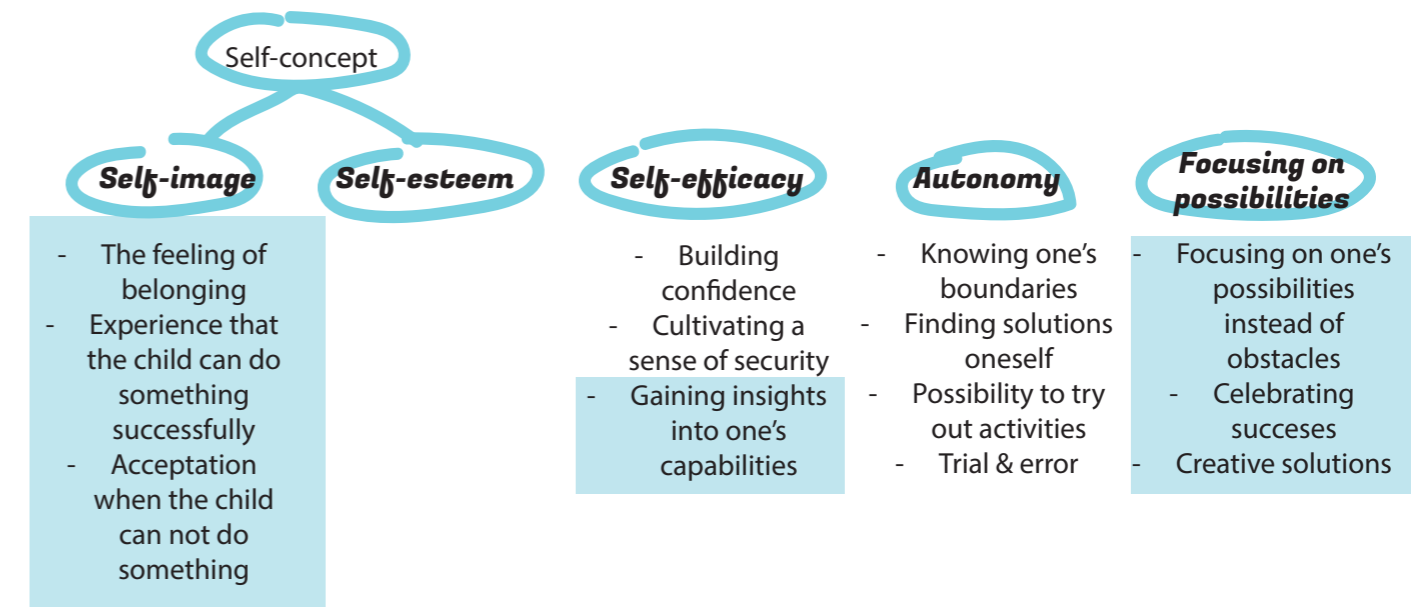 Self-concept
Self-image
Self-esteem
Self-efficacy
Autonomy
Focusing on
possibilities
- The feeling of
belonging
- Experience that
the child can do
something
successfully
- Acceptation
when the child
can not do
something
- Building
confidence
- Cultivating a
sense of security
- Gaining insights
into one's
capabilities
- Knowing one's
boundaries
- Finding solutions
oneself
- Possibility to try
out activities
- Trial & error
- Focusing on one's
possibilities
instead of
obstacles
- Celebrating
succeses
- Creative solutions